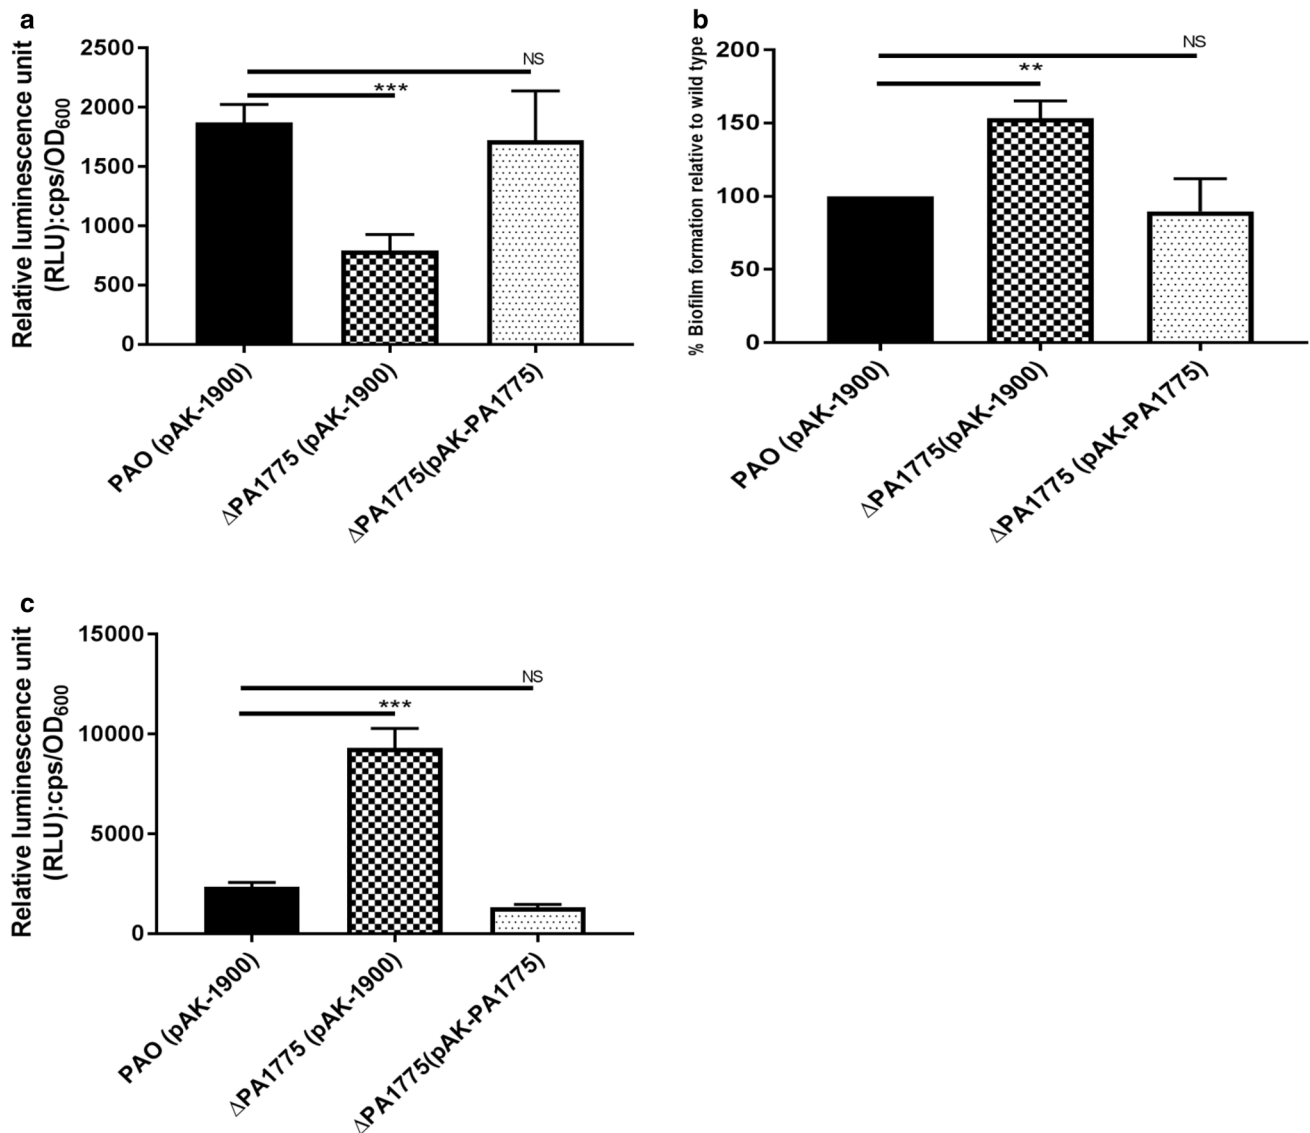 a
Relative luminescence unit
(RLU):cps/OD600
2500
2000
1500
1000
500
0
NS
***
PAO (pAK-1900)
ΔPA1775 (pAK-1900)
ΔPA1775(pAK-PA1775)
b
% Biofilm formation relative to wild type
200
150
100
50
0
NS
**
PAO (pAK-1900)
ΔPA1775(pAK-1900)
ΔPA1775 (pAK-PA1775)
c
Relative luminescence unit
(RLU):cps/OD600
15000
10000
5000
0
NS
***
PAO (pAK-1900)
ΔPA1775 (pAK-1900)
ΔPA1775(pAK-PA1775)